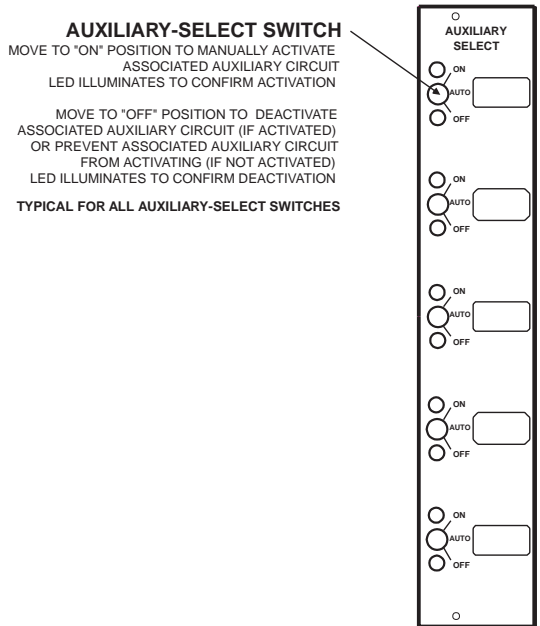 AUXILIARY-SELECT SWITCH
MOVE TO "ON" POSITION TO MANUALLY ACTIVATE
ASSOCIATED AUXILIARY CIRCUIT
LED ILLUMINATES TO CONFIRM ACTIVATION
MOVE TO "OFF" POSITION TO DEACTIVATE
ASSOCIATED AUXILIARY CIRCUIT (IF ACTIVATED)
OR PREVENT ASSOCIATED AUXILIARY CIRCUIT
FROM ACTIVATING (IF NOT ACTIVATED)
LED ILLUMINATES TO CONFIRM DEACTIVATION
TYPICAL FOR ALL AUXILIARY-SELECT SWITCHES
AUXILIARY
SELECT
ON
AUTO
OFF
ON
AUTO
OFF
ON
AUTO
OFF
ON
AUTO
OFF
ON
AUTO
OFF